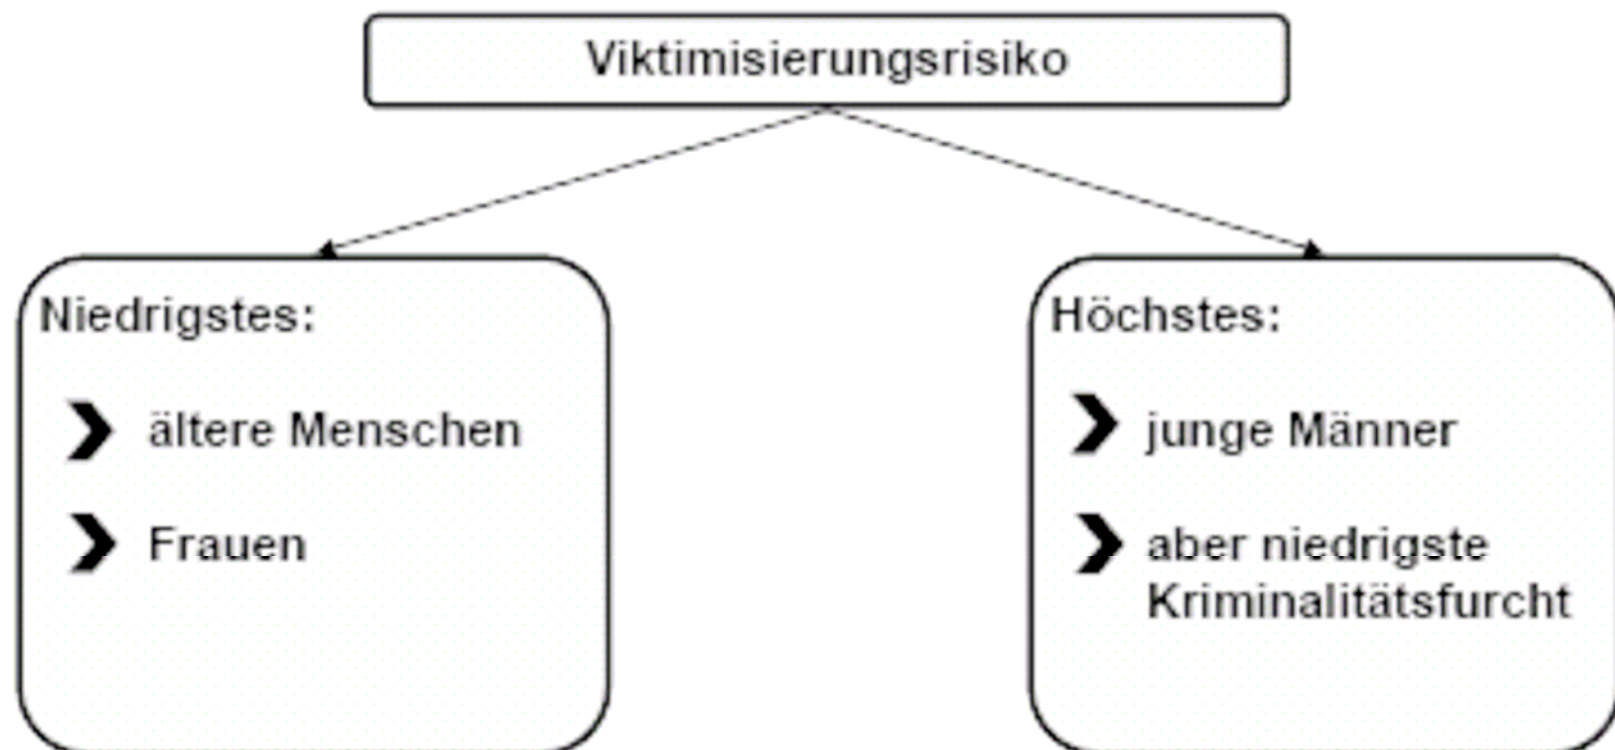 Viktimisierungsrisiko
Niedrigstes:
ältere Menschen
Frauen
Höchstes:
junge Männer
aber niedrigste
Kriminalitätsfurcht